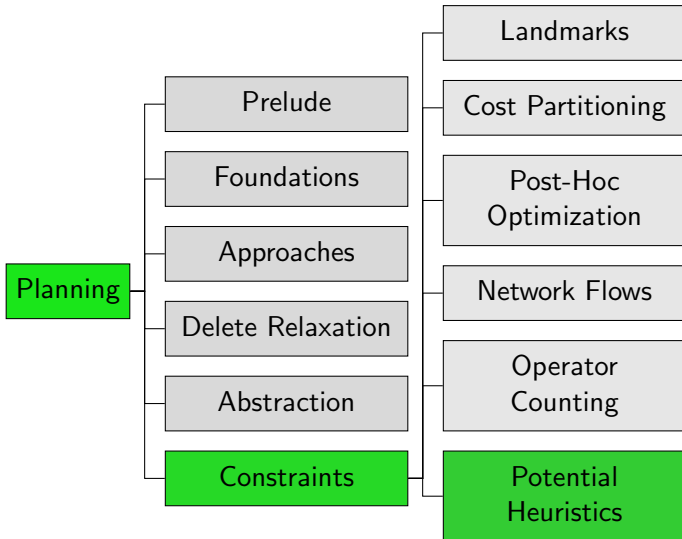 Planning
Prelude
Foundations
Approaches
Delete Relaxation
Abstraction
Constraints
Landmarks
Cost Partitioning
Post-Hoc
Optimization
Network Flows
Operator
Counting
Potential
Heuristics